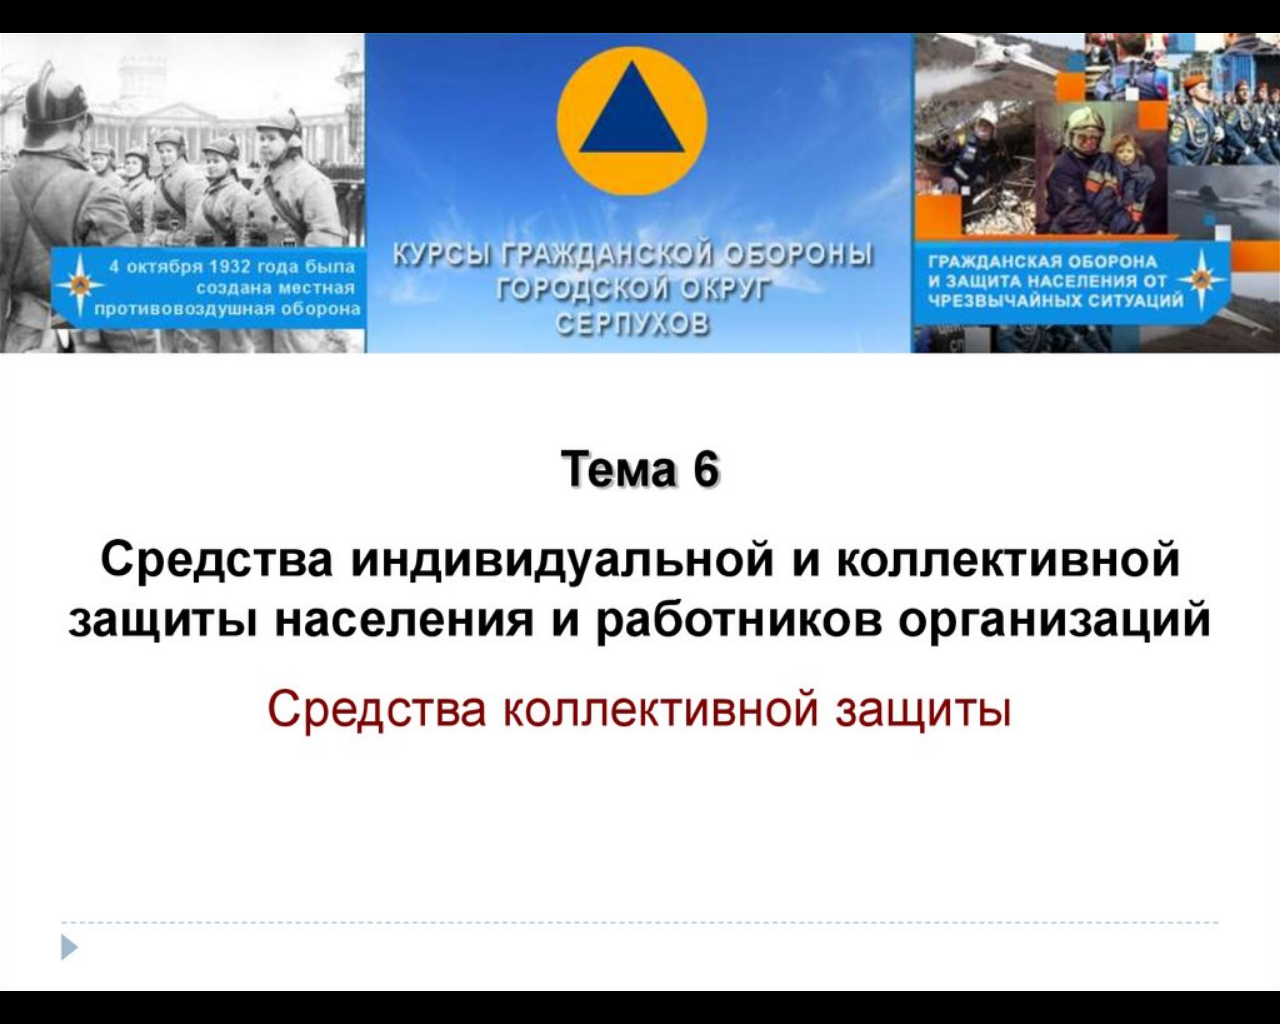 4 октября 1932 года была
создана местная
противовоздушная оборона
КУРСЫ ГРАЖДАНСКОЙ ОБОРОНЫ
ГОРОДСКОЙ ОКРУГ
СЕРПУХОВ
ГРАЖДАНСКАЯ ОБОРОНА
И ЗАЩИТА НАСЕЛЕНИЯ ОТ
ЧРЕЗВЫЧАЙНЫХ СИТУАЦИЙ
Тема 6
Средства индивидуальной и коллективной
защиты населения и работников организаций
Средства коллективной защиты